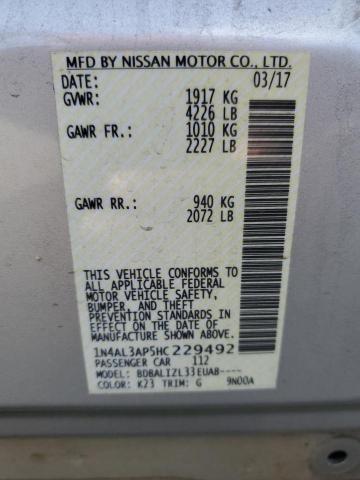 MFD BY NISSAN MOTOR CO., LTD.
DATE: 03/17
GVWR: 1917 KG
4226 LB
GAWR FR.: 1010 KG
2227 LB
GAWR RR.: 940 KG
2072 LB
THIS VEHICLE CONFORMS TO
ALL APPLICABLE FEDERAL
MOTOR VEHICLE SAFETY,
BUMPER, AND THEFT
PREVENTION STANDARDS IN
EFFECT ON THE DATE OF
MANUFACTURE SHOWN ABOVE.
1N4AL3AP5HC229492
PASSENGER CAR 112
MODEL: BDBALIZL33EUAB----
COLOR: K23 TRIM: G 9N00A